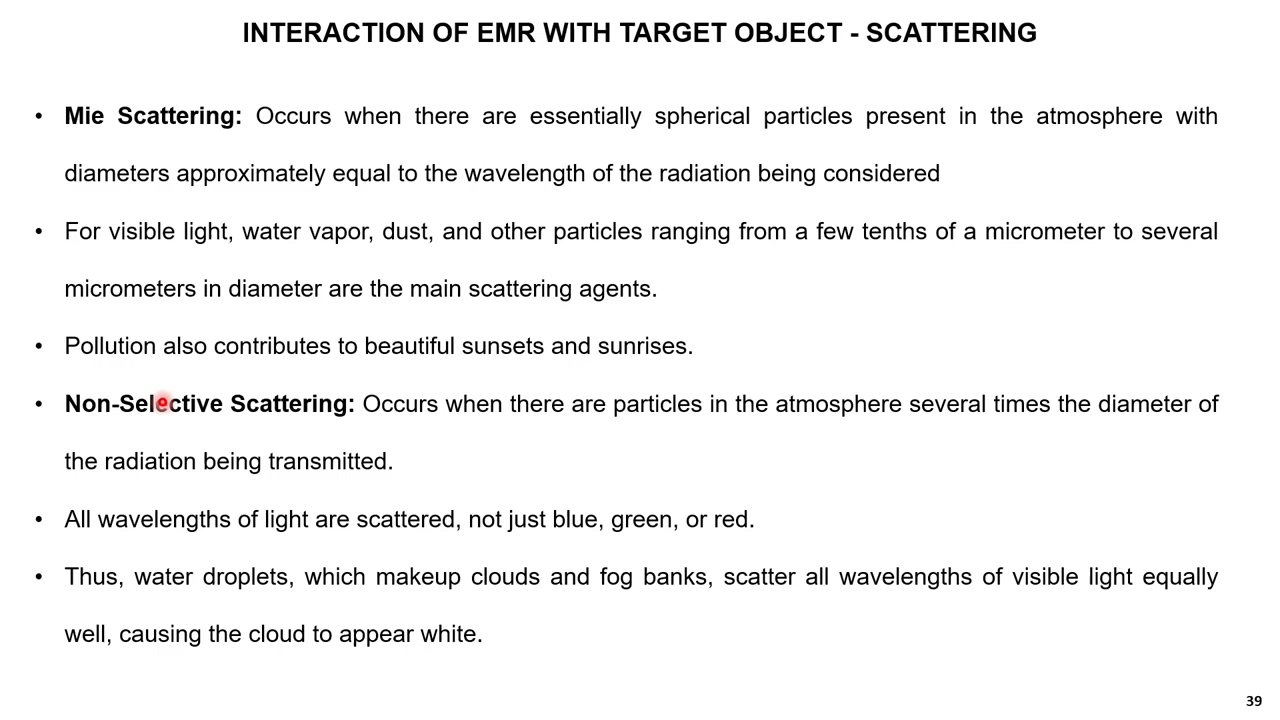 INTERACTION OF EMR WITH TARGET OBJECT - SCATTERING
• Mie Scattering: Occurs when there are essentially spherical particles present in the atmosphere with
diameters approximately equal to the wavelength of the radiation being considered
• For visible light, water vapor, dust, and other particles ranging from a few tenths of a micrometer to several
micrometers in diameter are the main scattering agents.
• Pollution also contributes to beautiful sunsets and sunrises.
• Non-Selective Scattering: Occurs when there are particles in the atmosphere several times the diameter of
the radiation being transmitted.
• All wavelengths of light are scattered, not just blue, green, or red.
• Thus, water droplets, which makeup clouds and fog banks, scatter all wavelengths of visible light equally
well, causing the cloud to appear white.
39